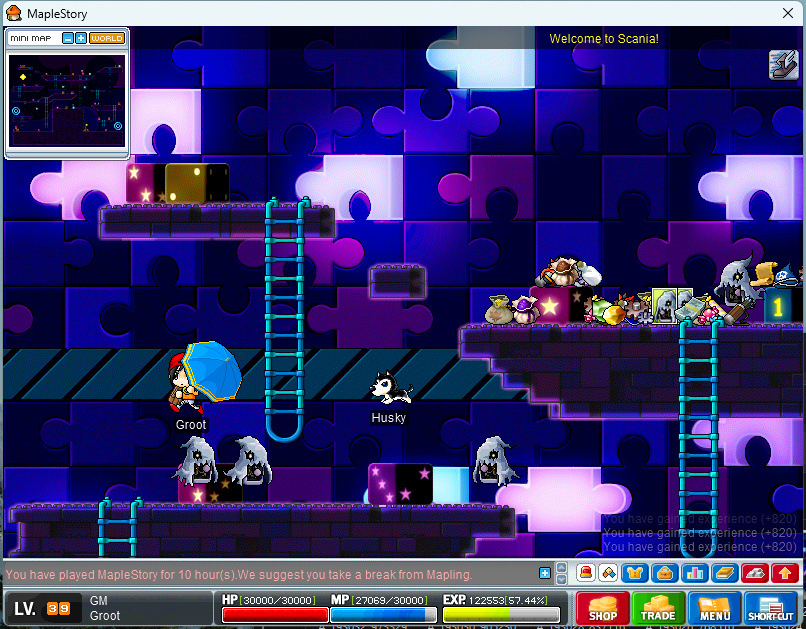 MapleStory
MINI MAP
WORLD
Welcome to Scania!
1
Groot
Husky
You have gained experience (+820)
You have gained experience (+820)
You have gained experience (+820)
You have played MapleStory for 10 hour(s).We suggest you take a break from Mapling.
LV. 39
GM
Groot
HP[30000/30000]
MP[27069/30000]
EXP 122553[57.44%]
SHOP
TRADE
MENU
SHORTCUT